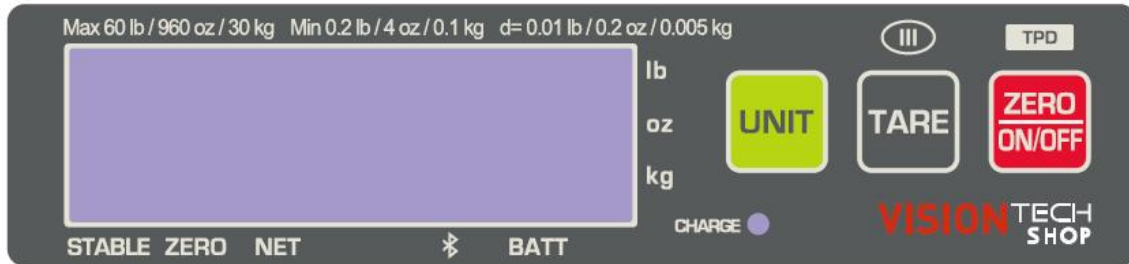 Max 60 lb / 960 oz / 30 kg Min 0.2 lb / 4 oz / 0.1 kg d= 0.01 lb / 0.2 oz / 0.005 kg
III
TPD
lb
oz
kg
UNIT
TARE
ZERO
ON/OFF
CHARGE
VISIONTECH
SHOP
STABLE ZERO NET BATT